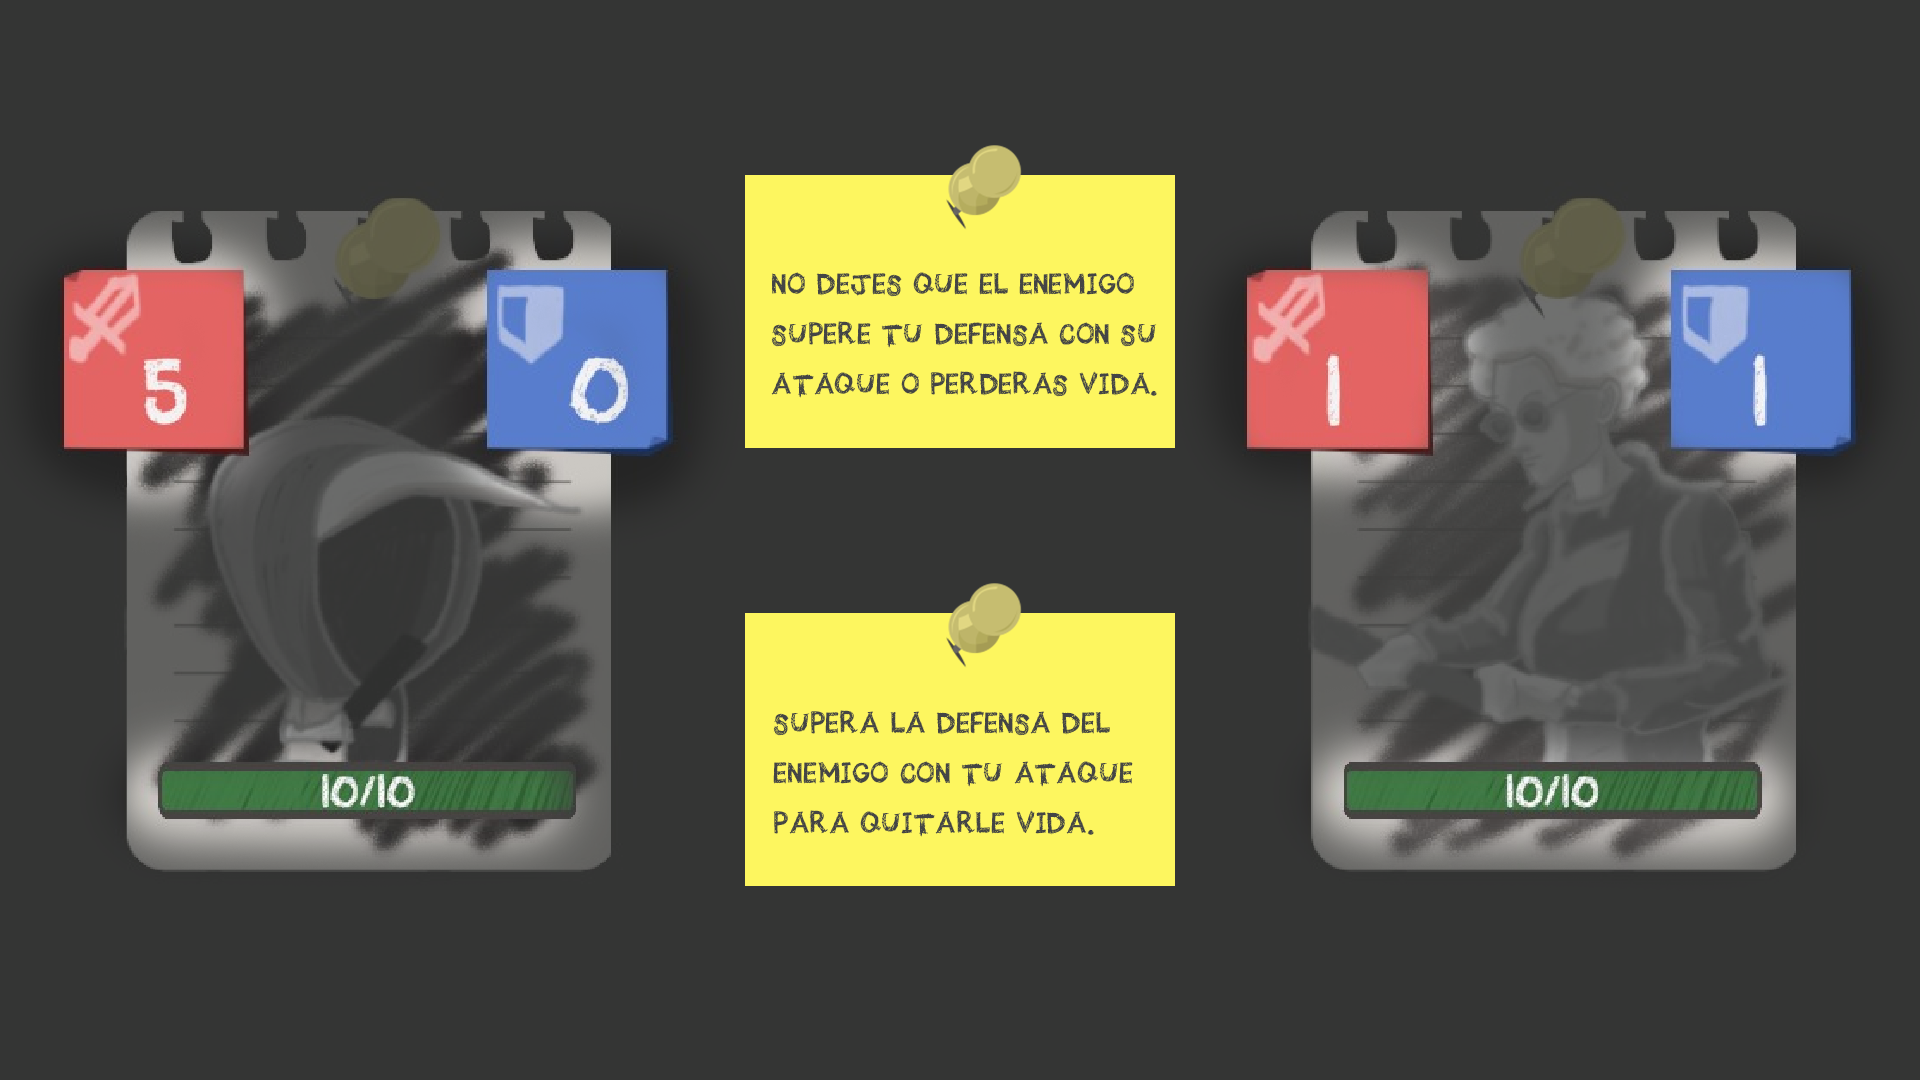 5
0
10/10
NO DEJES QUE EL ENEMIGO
SUPERE TU DEFENSA CON SU
ATAQUE O PERDERAS VIDA.
SUPERA LA DEFENSA DEL
ENEMIGO CON TU ATAQUE
PARA QUITARLE VIDA.
1
1
10/10